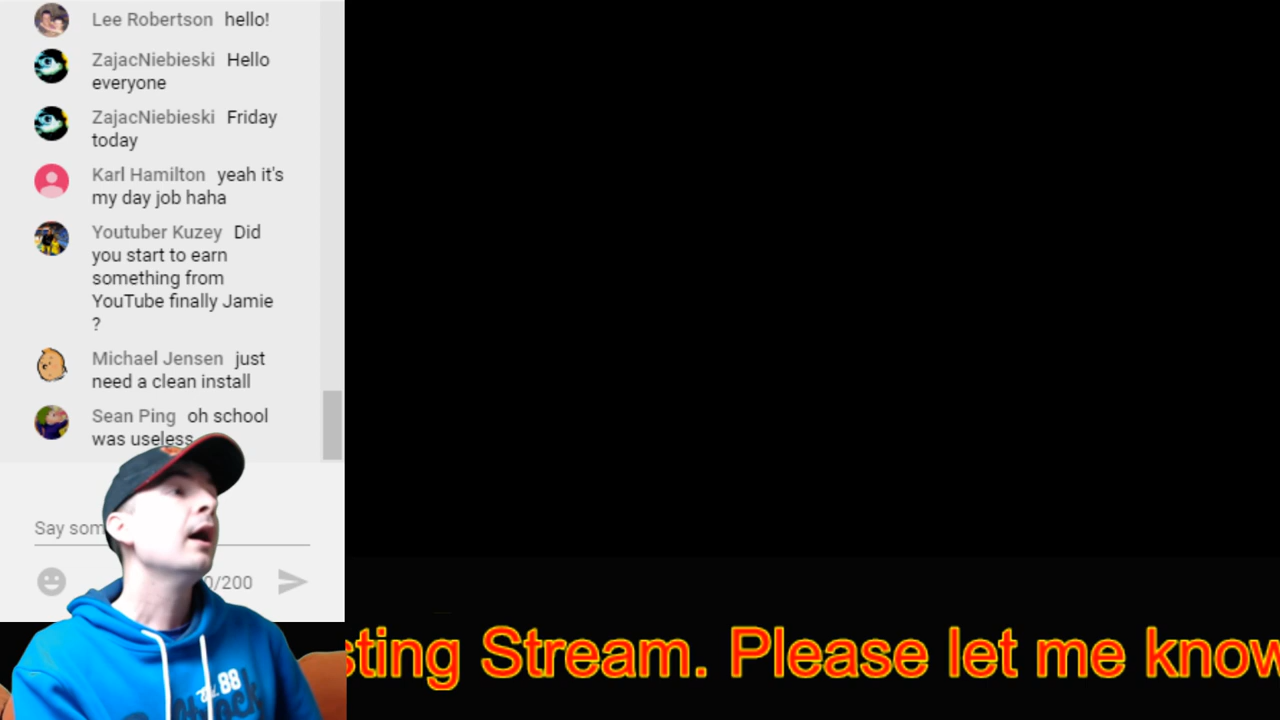 Lee Robertson hello!
ZajacNiebieski Hello
everyone
ZajacNiebieski Friday
today
Karl Hamilton yeah it's
my day job haha
Youtuber Kuzey Did
you start to earn
something from
YouTube finally Jamie
?
Michael Jensen just
need a clean install
Sean Ping oh school
was useless
Say som
0/200
sting Stream. Please let me know
88